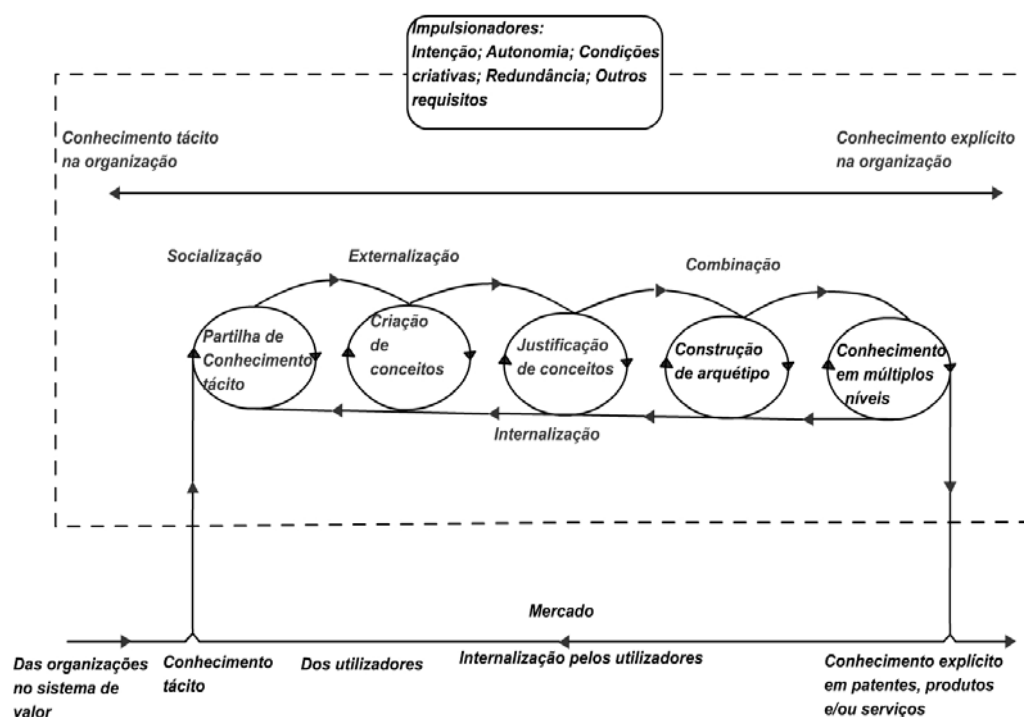 Impulsionadores:
Intenção; Autonomia; Condições
criativas; Redundância; Outros
requisitos
Conhecimento tácito
na organização
Conhecimento explícito
na organização
Socialização
Externalização
Combinação
Partilha de
Conhecimento
tácito
Criação
de
conceitos
Justificação
de conceitos
Construção
de arquétipo
Conhecimento
em múltiplos
níveis
Internalização
Mercado
Das organizações
no sistema de
valor
Conhecimento
tácito
Dos utilizadores
Internalização pelos utilizadores
Conhecimento explícito
em patentes, produtos
e/ou serviços